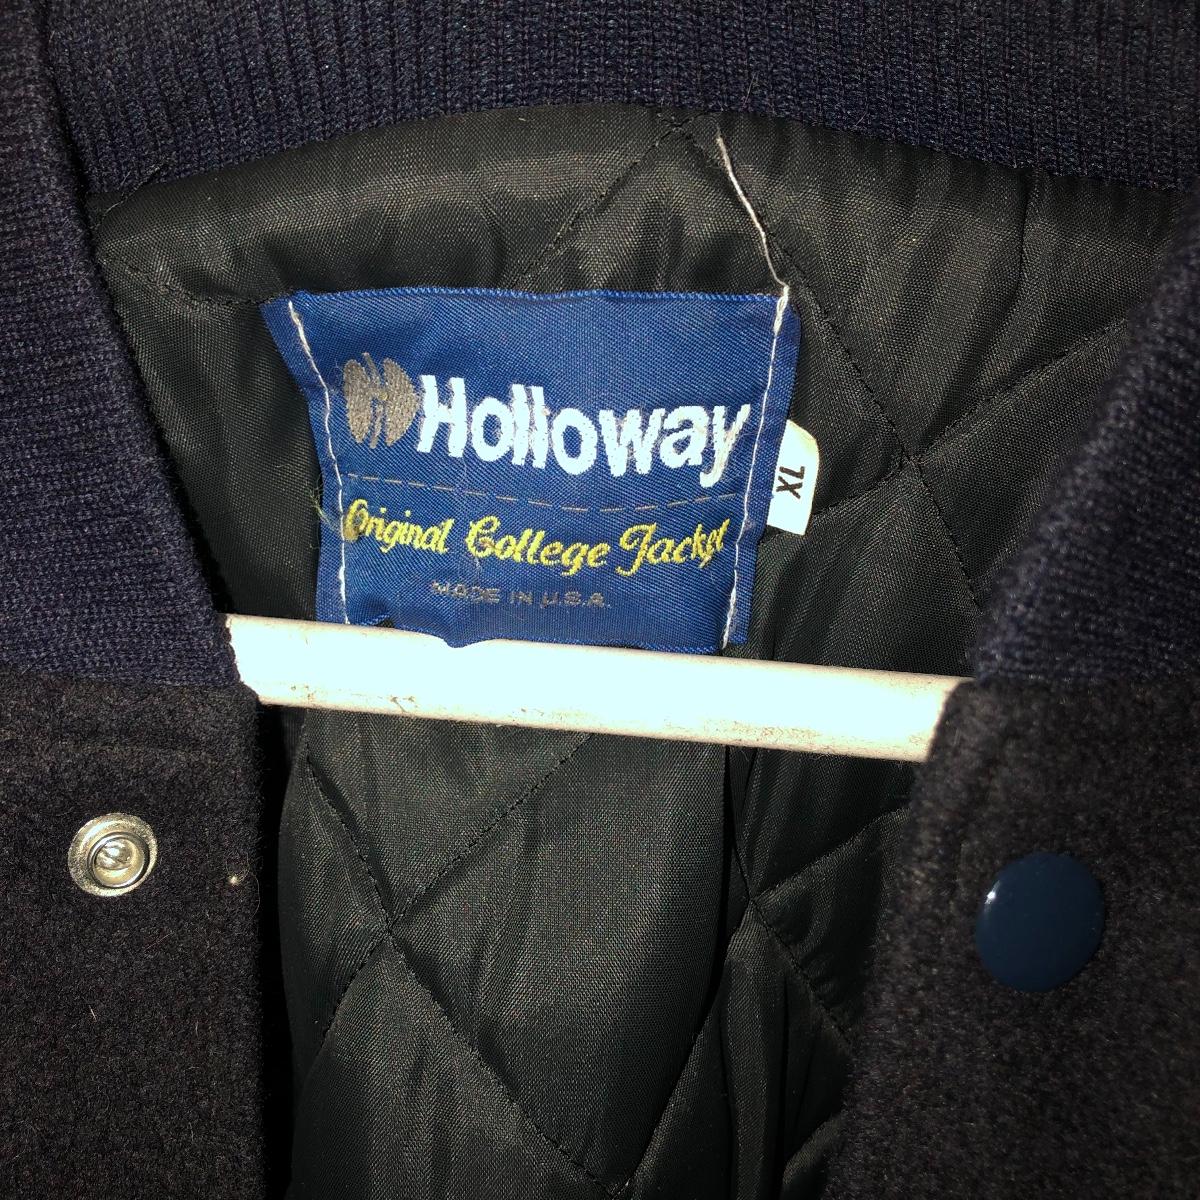 Holloway
Original College Jacket
MADE IN U.S.A.
XL